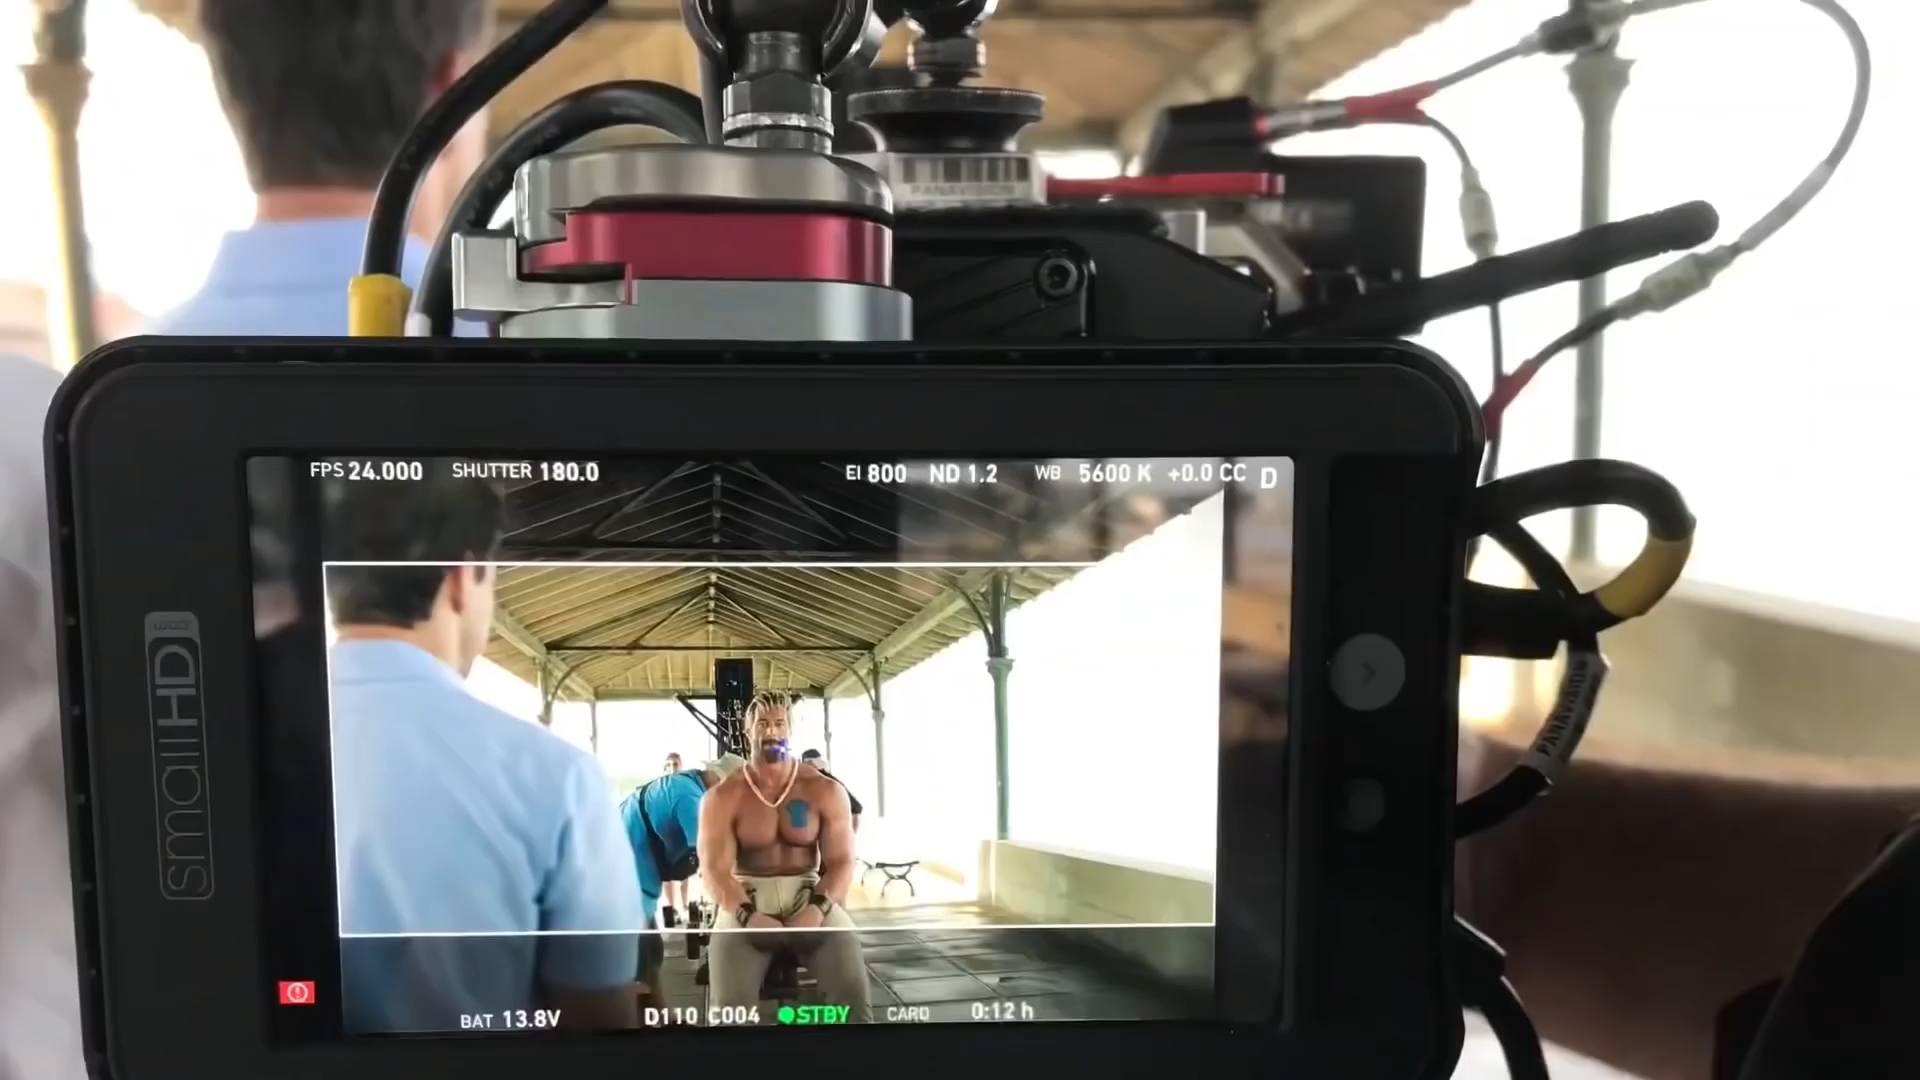 PANAVISION
FPS 24.000 SHUTTER 180.0 EI 800 ND 1.2 WB 5600 K +0.0 CC D
smallHD
PANAVISION
BAT 13.8V D110 C004 STBY CARD 0:12 h